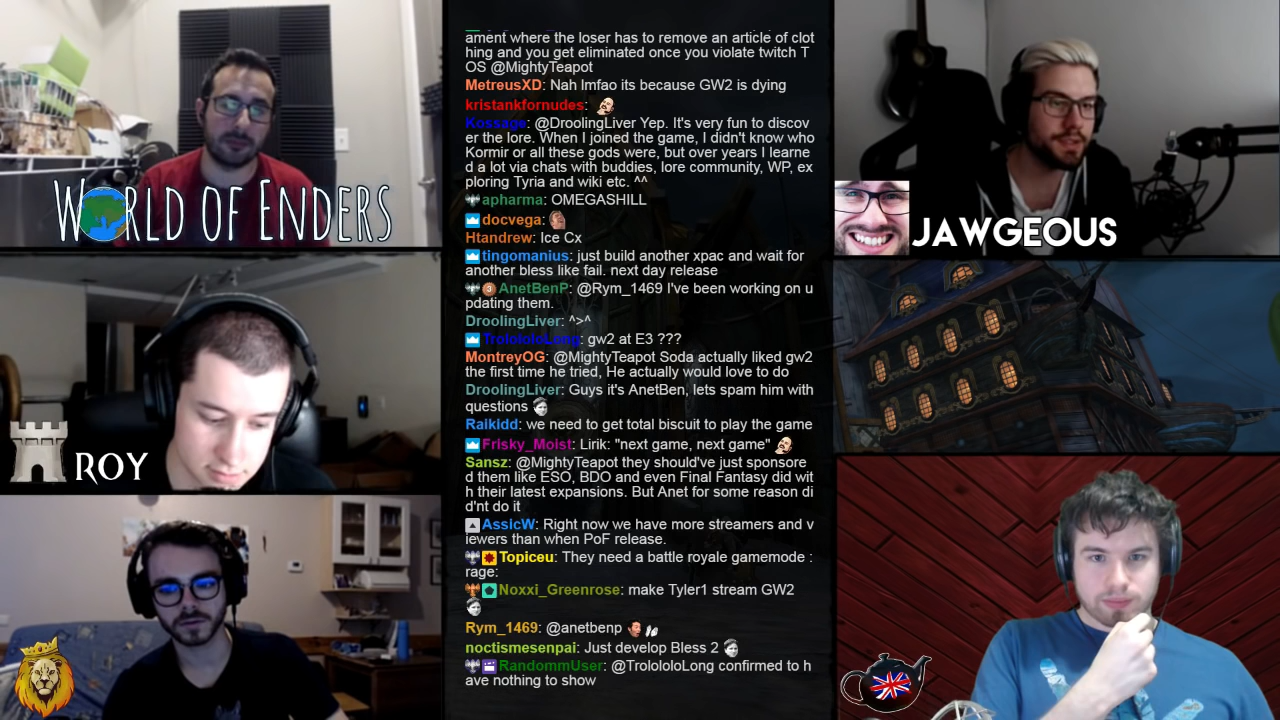 WORLD OF ENDERS
ROY
ament where the loser has to remove an article of clot
hing and you get eliminated once you violate twitch T
OS @MightyTeapot
MetreusXD: Nah lmfao its because GW2 is dying
kristankfornudes:
Kossage: @DroolingLiver Yep. It's very fun to discov
er the lore. When I joined the game, I didn't know who
Kormir or all these gods were, but over years I learne
d a lot via chats with buddies, lore community, WP, ex
ploring Tyria and wiki etc. ^^
apharma: OMEGASHILL
docvega:
Htandrew: Ice Cx
tingomanius: just build another xpac and wait for
another bless like fail. next day release
3 AnetBenP: @Rym_1469 I've been working on u
pdating them.
DroolingLiver: ^>^
TrolololoLong: gw2 at E3 ???
MontreyOG: @MightyTeapot Soda actually liked gw2
the first time he tried, He actually would love to do
DroolingLiver: Guys it's AnetBen, lets spam him with
questions
Raikldd: we need to get total biscuit to play the game
Frisky_Moist: Lirik: "next game, next game"
Sansz: @MightyTeapot they should've just sponsore
d them like ESO, BDO and even Final Fantasy did wit
h their latest expansions. But Anet for some reason di
d'nt do it
AssicW: Right now we have more streamers and v
iewers than when PoF release.
Topiceu: They need a battle royale gamemode :
rage:
Noxxi_Greenrose: make Tyler1 stream GW2
Rym_1469: @anetbenp
noctismesenpai: Just develop Bless 2
RandommUser: @TrolololoLong confirmed to h
ave nothing to show
JAWGEOUS